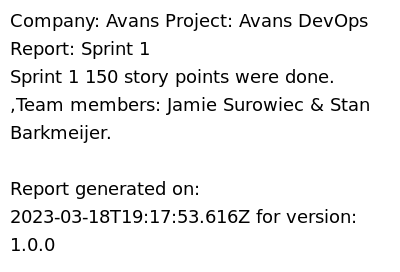 Company: Avans Project: Avans DevOps
Report: Sprint 1
Sprint 1 150 story points were done.
,Team members: Jamie Surowiec & Stan
Barkmeijer.
Report generated on:
2023-03-18T19:17:53.616Z for version:
1.0.0